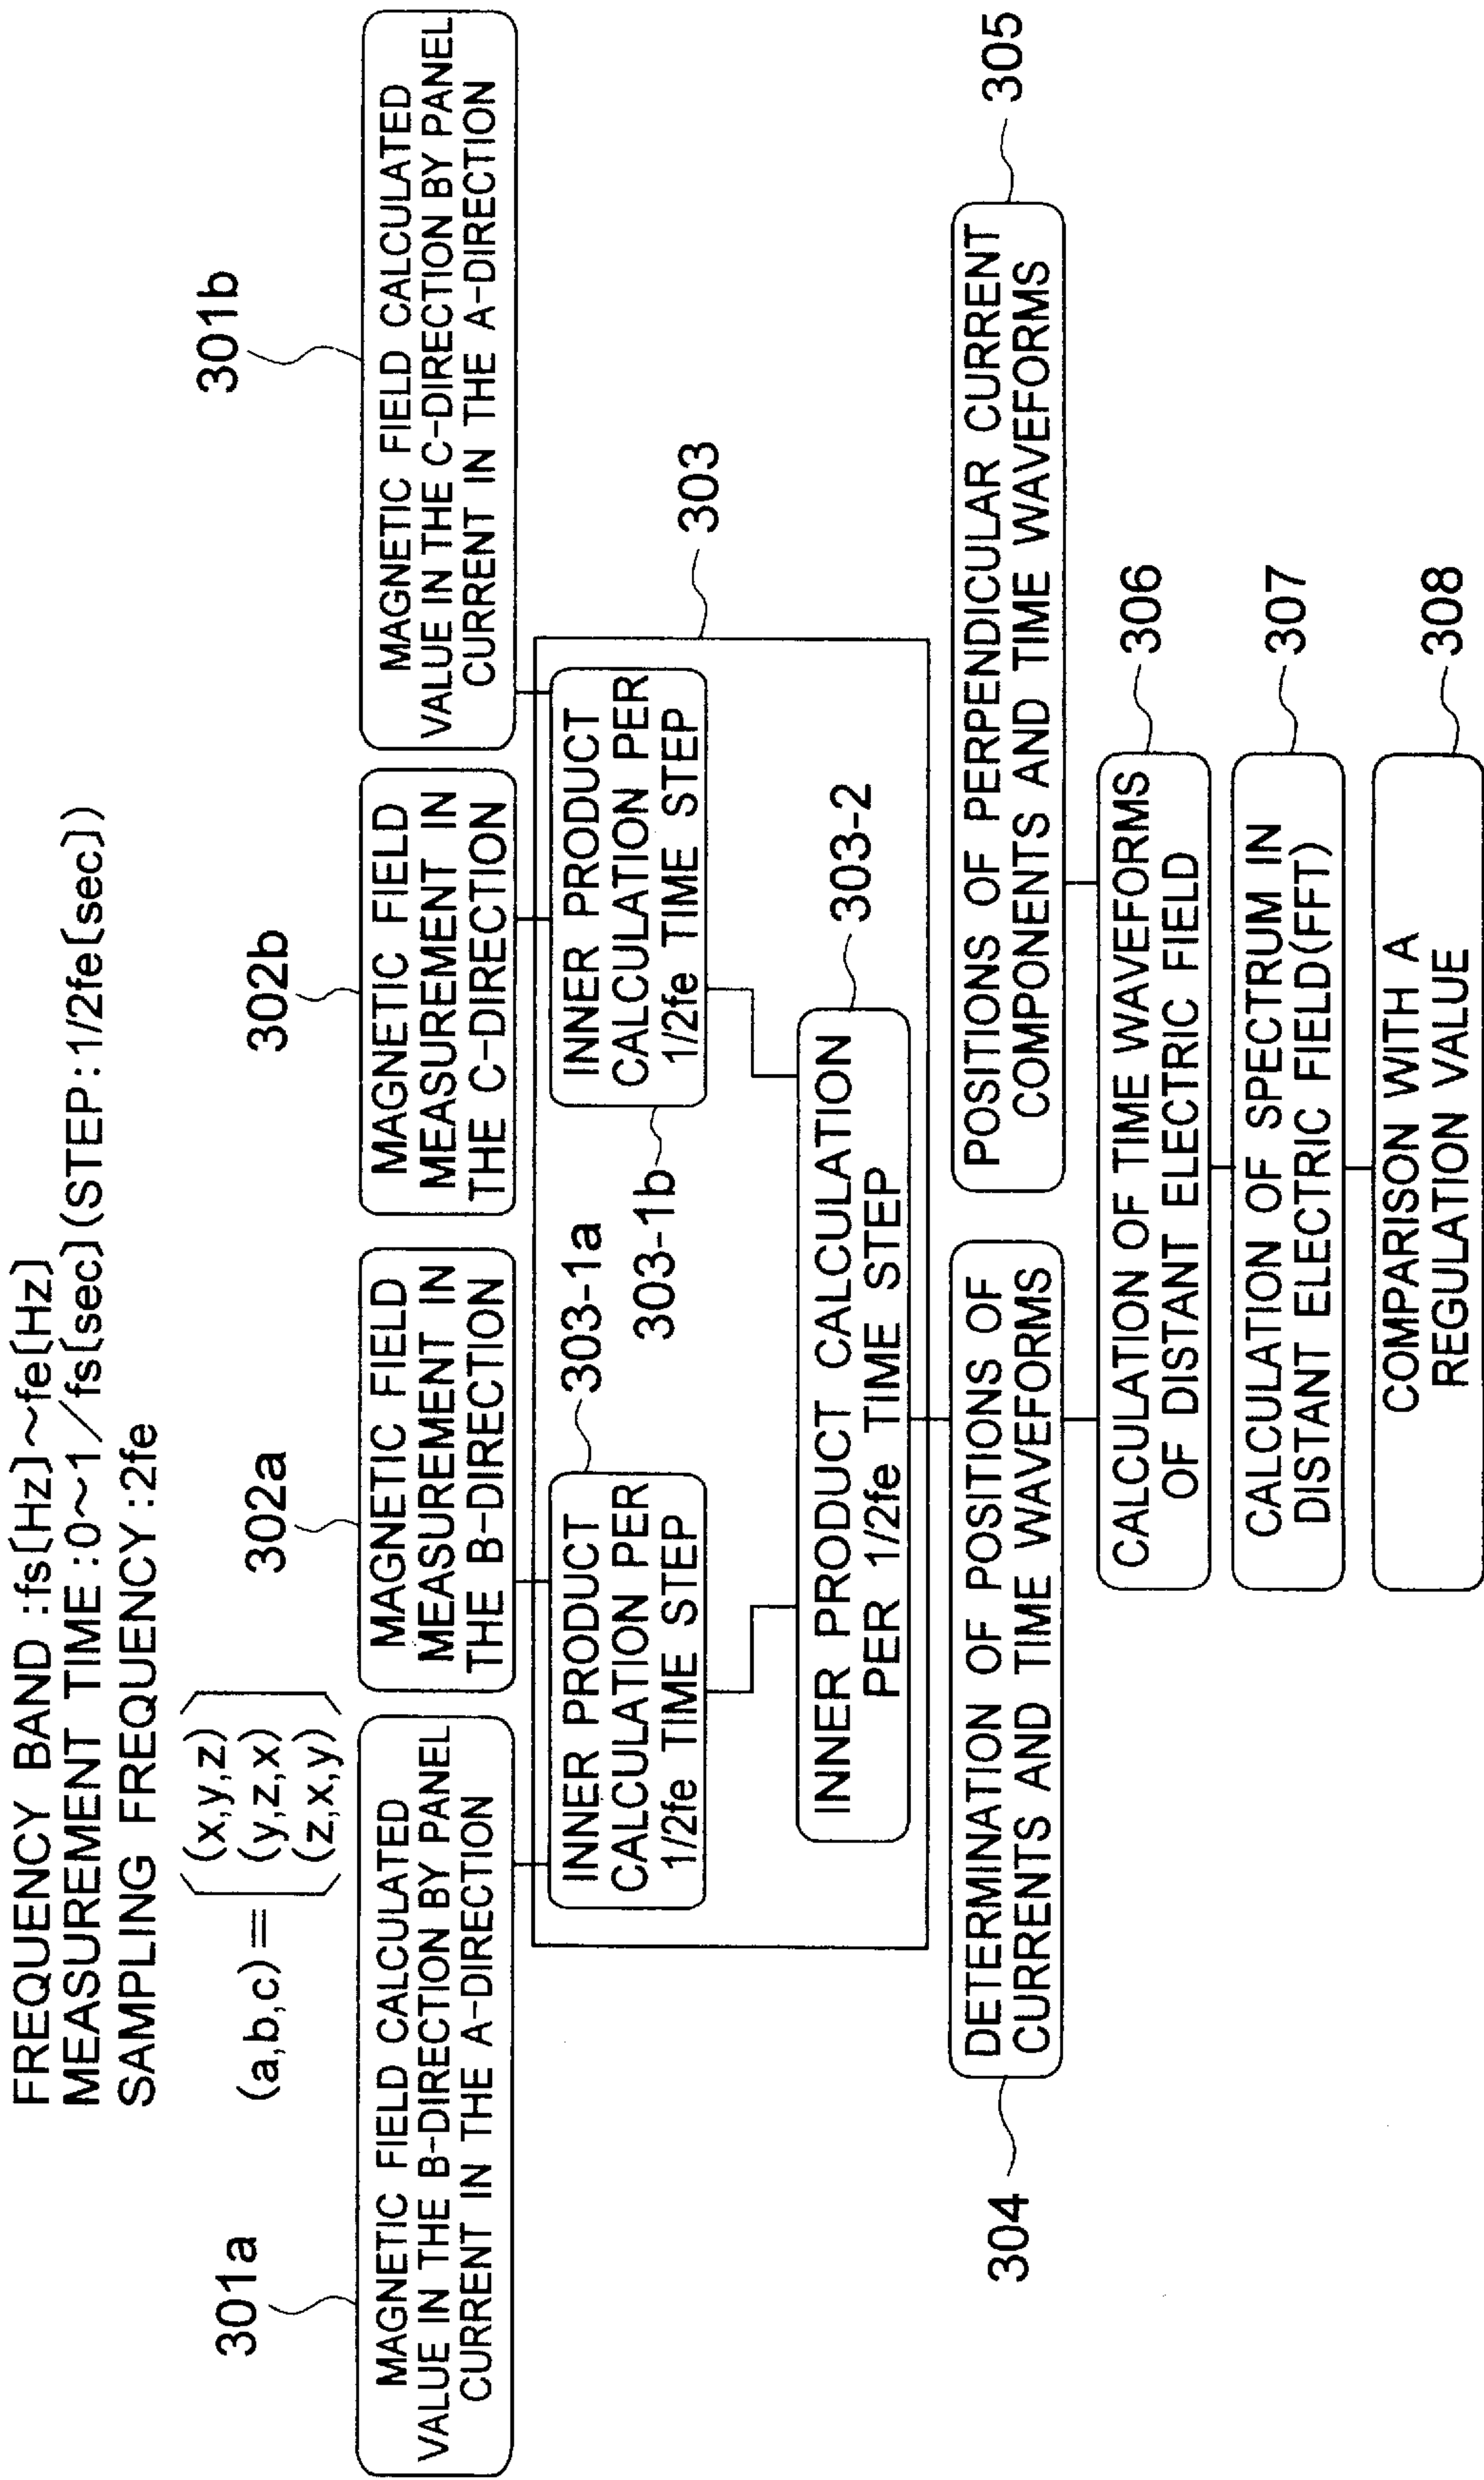 FREQUENCY BAND :fs[Hz]~fe[Hz]
MEASUREMENT TIME:0~1/fs[sec](STEP:1/2fe[sec])
SAMPLING FREQUENCY:2fe
(a,b,c)=
(x,y,z)
(y,z,x)
(z,x,y)
301a
302a
302b
301b
MAGNETIC FIELD CALCULATED
VALUE IN THE B-DIRECTION BY PANEL
CURRENT IN THE A-DIRECTION
MAGNETIC FIELD
MEASUREMENT IN
THE B-DIRECTION
MAGNETIC FIELD
MEASUREMENT IN
THE C-DIRECTION
MAGNETIC FIELD CALCULATED
VALUE IN THE C-DIRECTION BY PANEL
CURRENT IN THE A-DIRECTION
303
INNER PRODUCT
CALCULATION PER
1/2fe TIME STEP
303-1a
INNER PRODUCT
CALCULATION PER
1/2fe TIME STEP
303-1b
INNER PRODUCT CALCULATION
PER 1/2fe TIME STEP
303-2
304
DETERMINATION OF POSITIONS OF
CURRENTS AND TIME WAVEFORMS
POSITIONS OF PERPENDICULAR CURRENT
COMPONENTS AND TIME WAVEFORMS
305
CALCULATION OF TIME WAVEFORMS
OF DISTANT ELECTRIC FIELD
306
CALCULATION OF SPECTRUM IN
DISTANT ELECTRIC FIELD(FFT)
307
COMPARISON WITH A
REGULATION VALUE
308